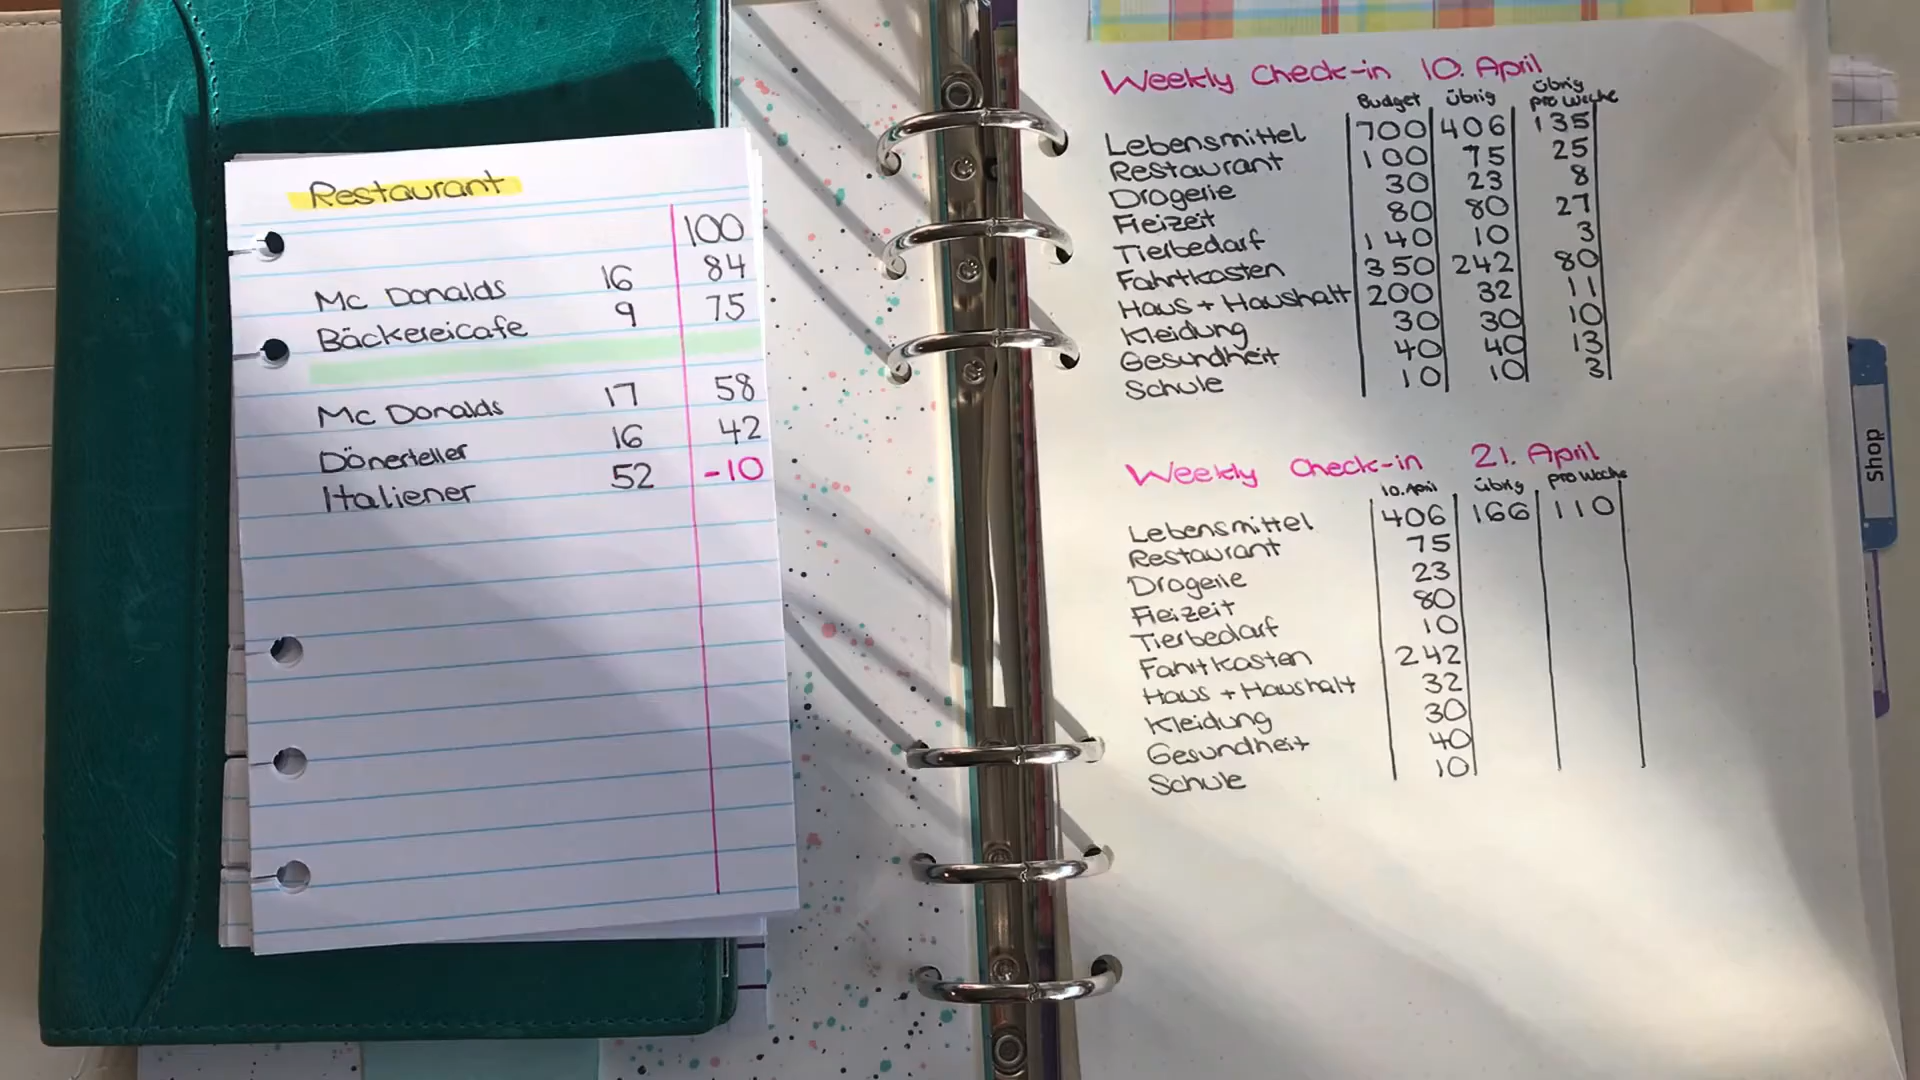 Restaurant
100
Mc Donalds 16 84
Bäckereicafe 9 75
Mc Donalds 17 58
Dönerteller 16 42
Italiener 52 -10
Weekly Check-in 10. April
Budget übrig übrig pro Woche
Lebensmittel 700 406 135
Restaurant 100 75 25
Drogerie 30 23 8
Freizeit 80 80 27
Tierbedarf 140 10 3
Fahrtkosten 350 242 80
Haus + Haushalt 200 32 11
Kleidung 30 30 10
Gesundheit 40 40 13
Schule 10 10 3
Weekly Check-in 21. April
10. April übrig pro Woche
Lebensmittel 406 166 110
Restaurant 75
Drogerie 23
Freizeit 80
Tierbedarf 10
Fahrtkosten 242
Haus + Haushalt 32
Kleidung 30
Gesundheit 40
Schule 10
Shop